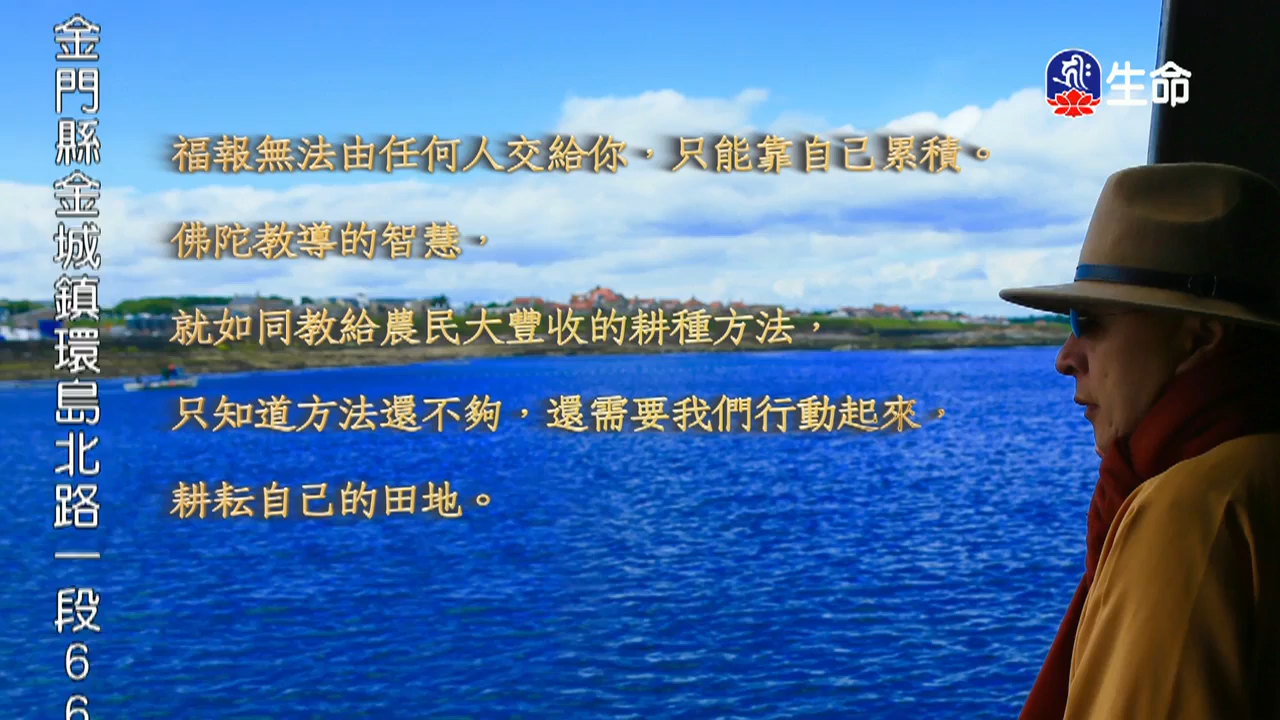 金門縣金城鎮環島北路一段66
生命
福報無法由任何人交給你，只能靠自己累積。
佛陀教導的智慧，
就如同教給農民大豐收的耕種方法，
只知道方法還不夠，還需要我們行動起來，
耕耘自己的田地。